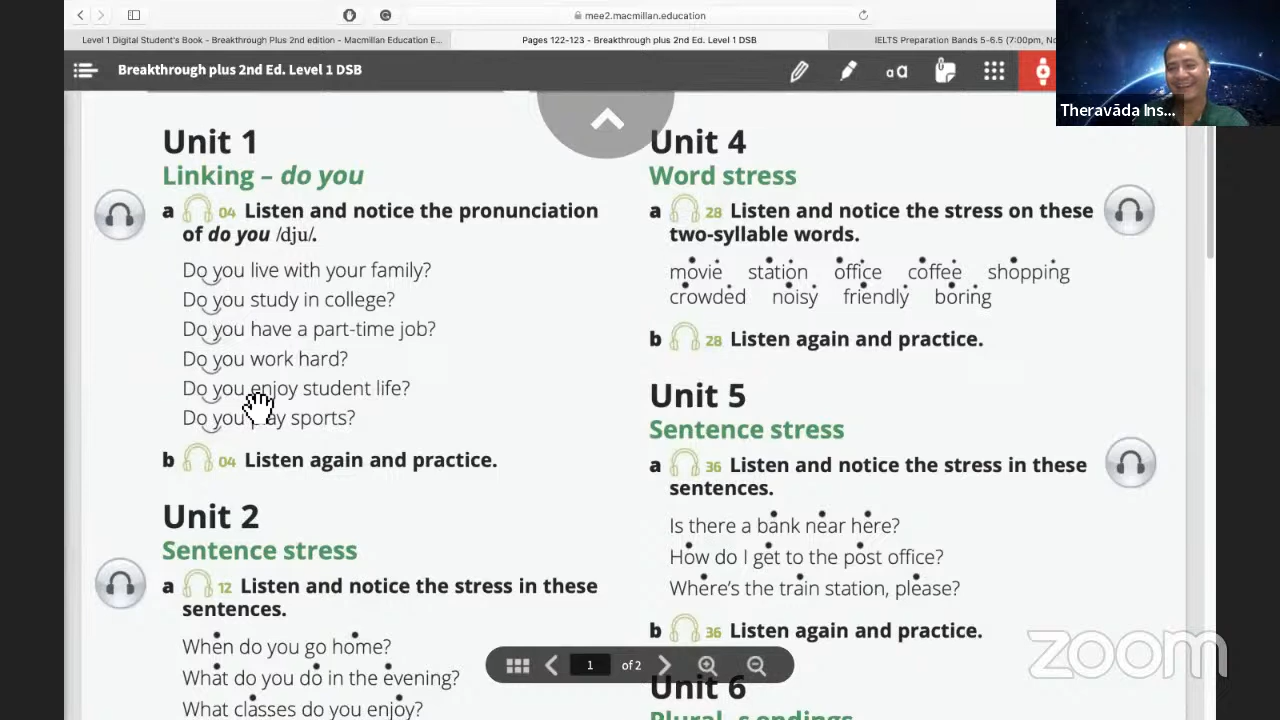 mee2.macmillan.education
Level 1 Digital Student's Book - Breakthrough Plus 2nd edition - Macmillan Education E...
Pages 122-123 - Breakthrough plus 2nd Ed. Level 1 DSB
IELTS Preparation Bands 5-6.5 (7:00pm, No
Breakthrough plus 2nd Ed. Level 1 DSB
aa
Theravāda Ins...
Unit 1
Linking – do you
a 04 Listen and notice the pronunciation
of do you /dju/.
Do you live with your family?
Do you study in college?
Do you have a part-time job?
Do you work hard?
Do you enjoy student life?
Do you sports?
b 04 Listen again and practice.
Unit 2
Sentence stress
a 12 Listen and notice the stress in these
sentences.
When do you go home?
What do you do in the evening?
What classes do you enjoy?
Unit 4
Word stress
a 28 Listen and notice the stress on these
two-syllable words.
movie station office coffee shopping
crowded noisy friendly boring
b 28 Listen again and practice.
Unit 5
Sentence stress
a 36 Listen and notice the stress in these
sentences.
Is there a bank near here?
How do I get to the post office?
Where's the train station, please?
b 36 Listen again and practice.
Unit 6
Plural -s endings
1 of 2
zoom